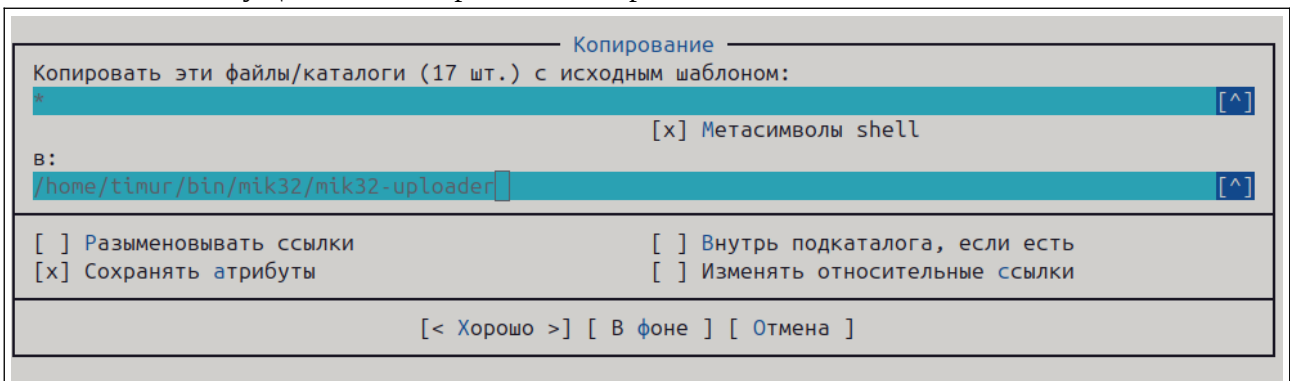 Копирование
Копировать эти файлы/каталоги (17 шт.) с исходным шаблоном:
* [^]
[x] Метасимволы shell
в:
/home/timur/bin/mik32/mik32-uploader [^]
[ ] Разыменовывать ссылки [ ] Внутрь подкаталога, если есть
[x] Сохранять атрибуты [ ] Изменять относительные ссылки
[< Хорошо >] [ В фоне ] [ Отмена ]